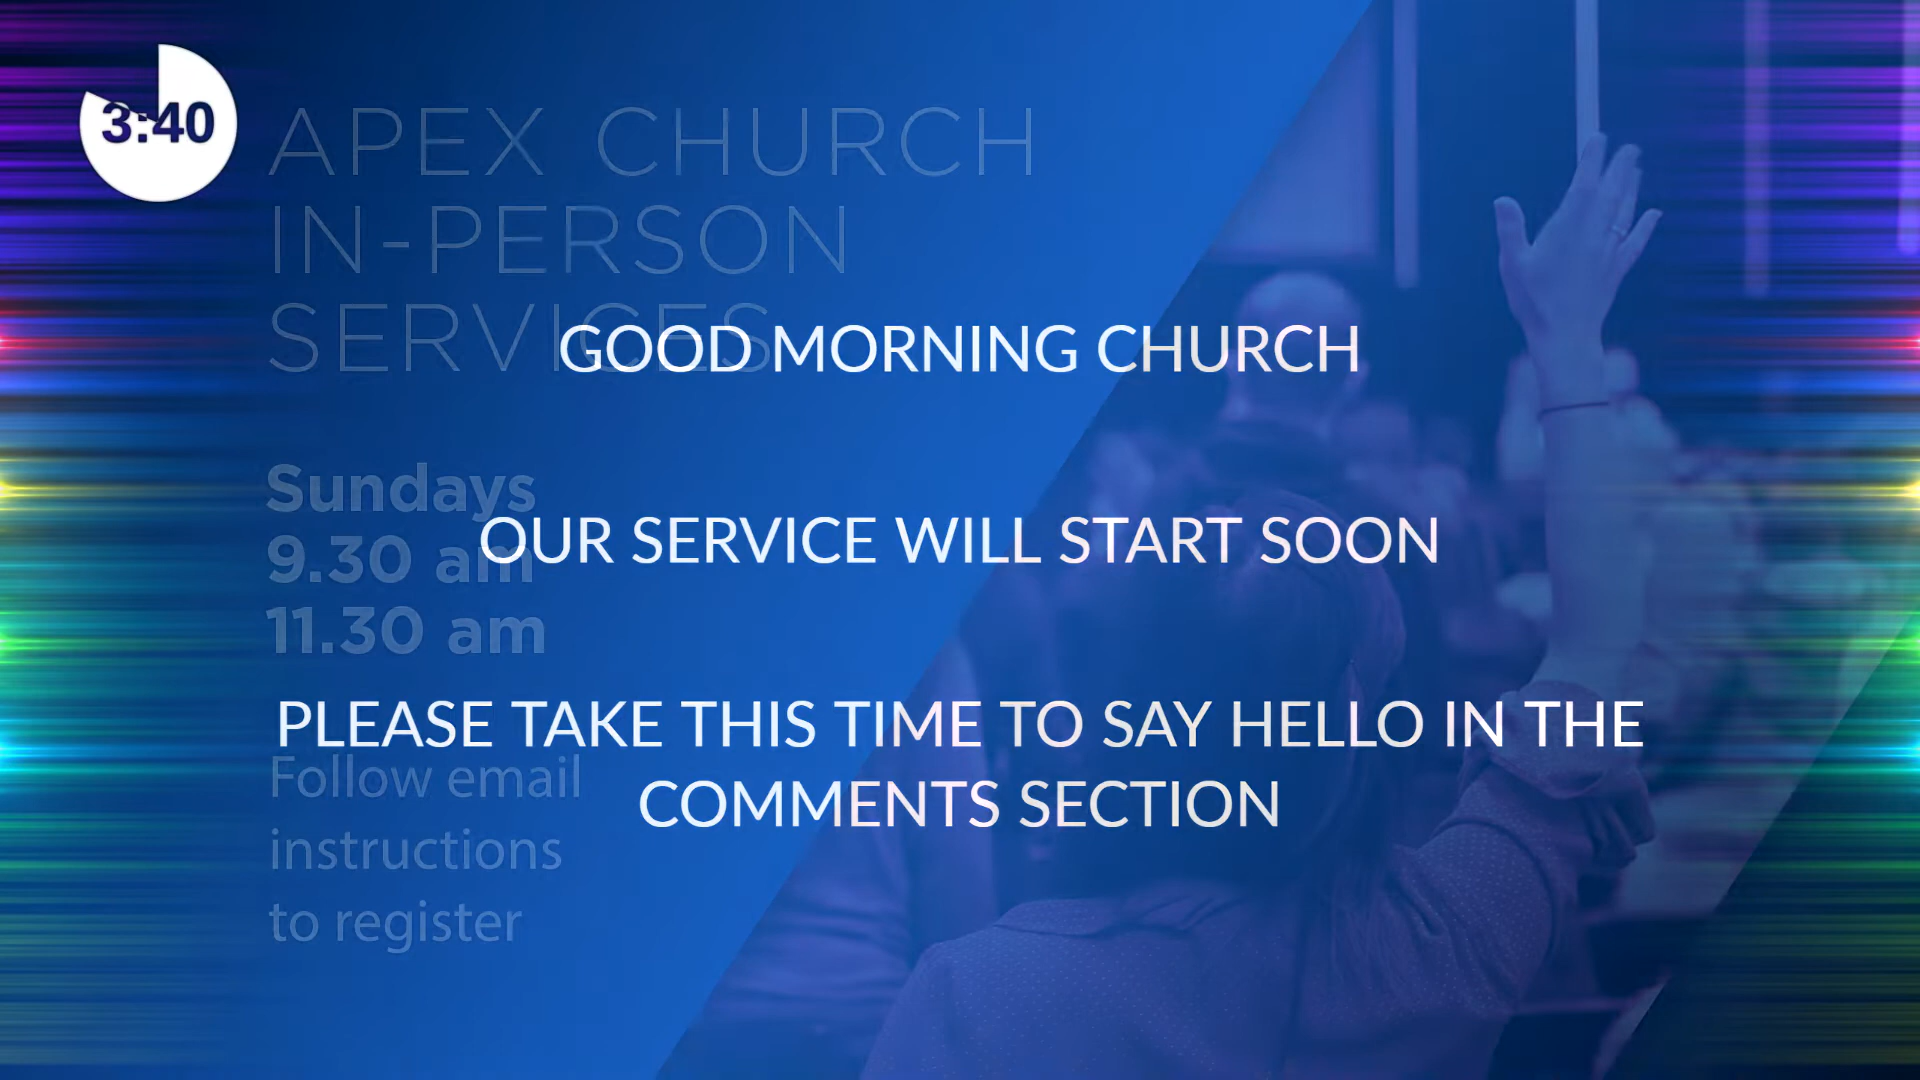 3:40
APEX CHURCH
IN-PERSON
SERVICES
GOOD MORNING CHURCH
Sundays
9.30 am
11.30 am
OUR SERVICE WILL START SOON
PLEASE TAKE THIS TIME TO SAY HELLO IN THE
COMMENTS SECTION
Follow email
instructions
to register